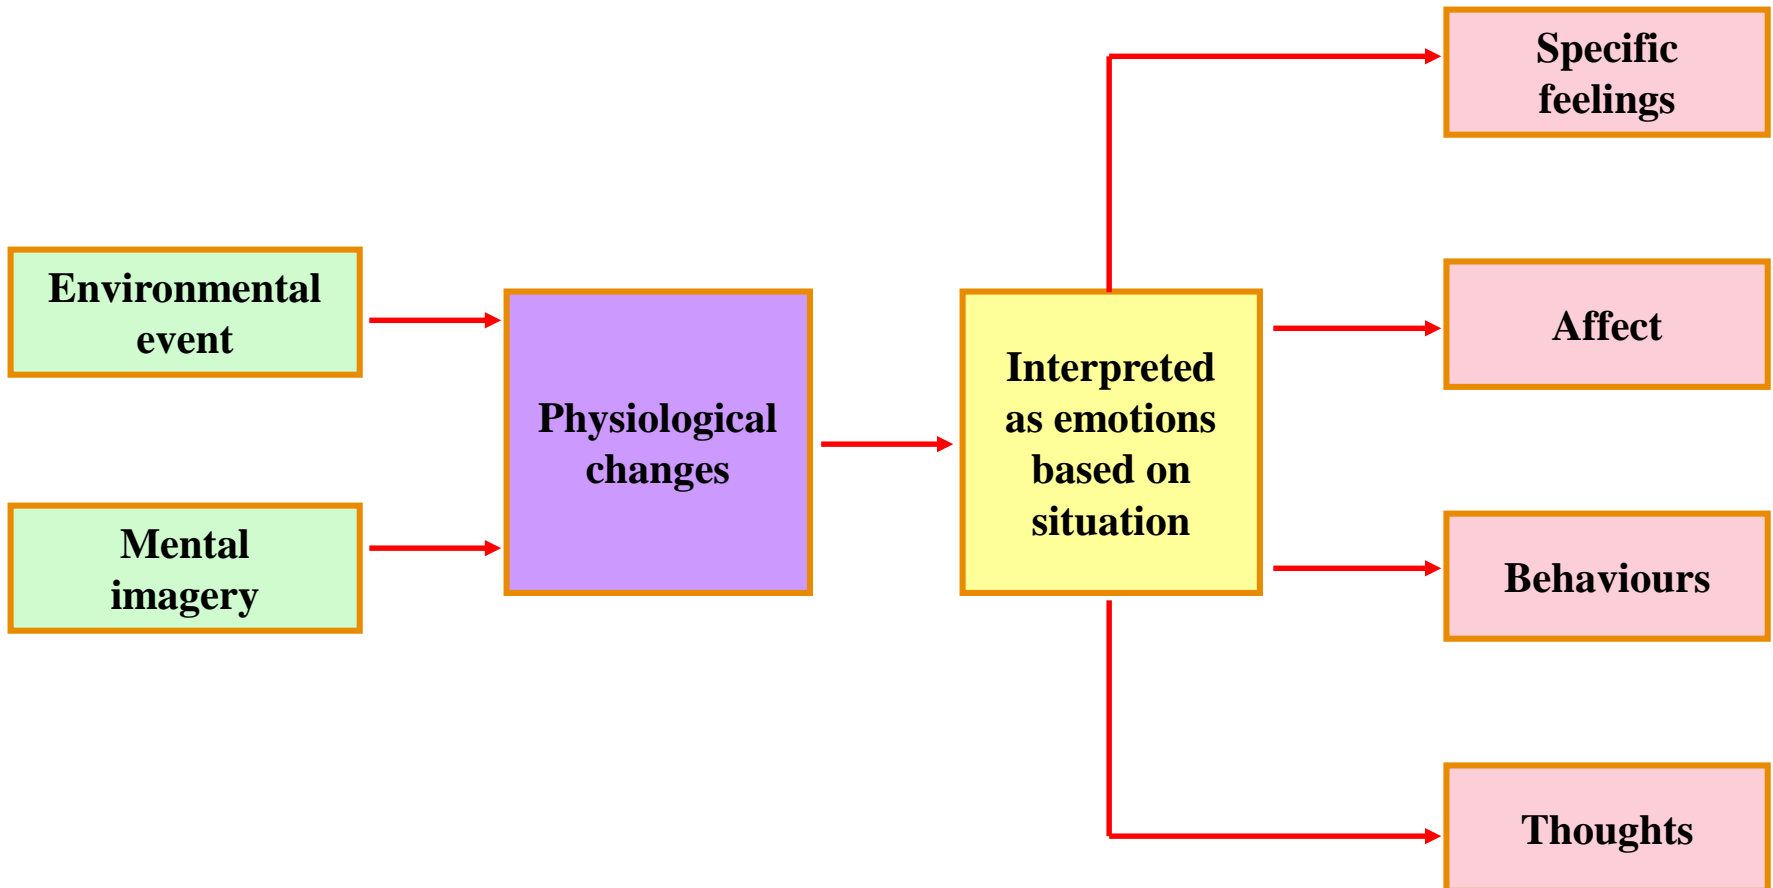 Environmental
event
Mental
imagery
Physiological
changes
Interpreted
as emotions
based on
situation
Specific
feelings
Affect
Behaviours
Thoughts